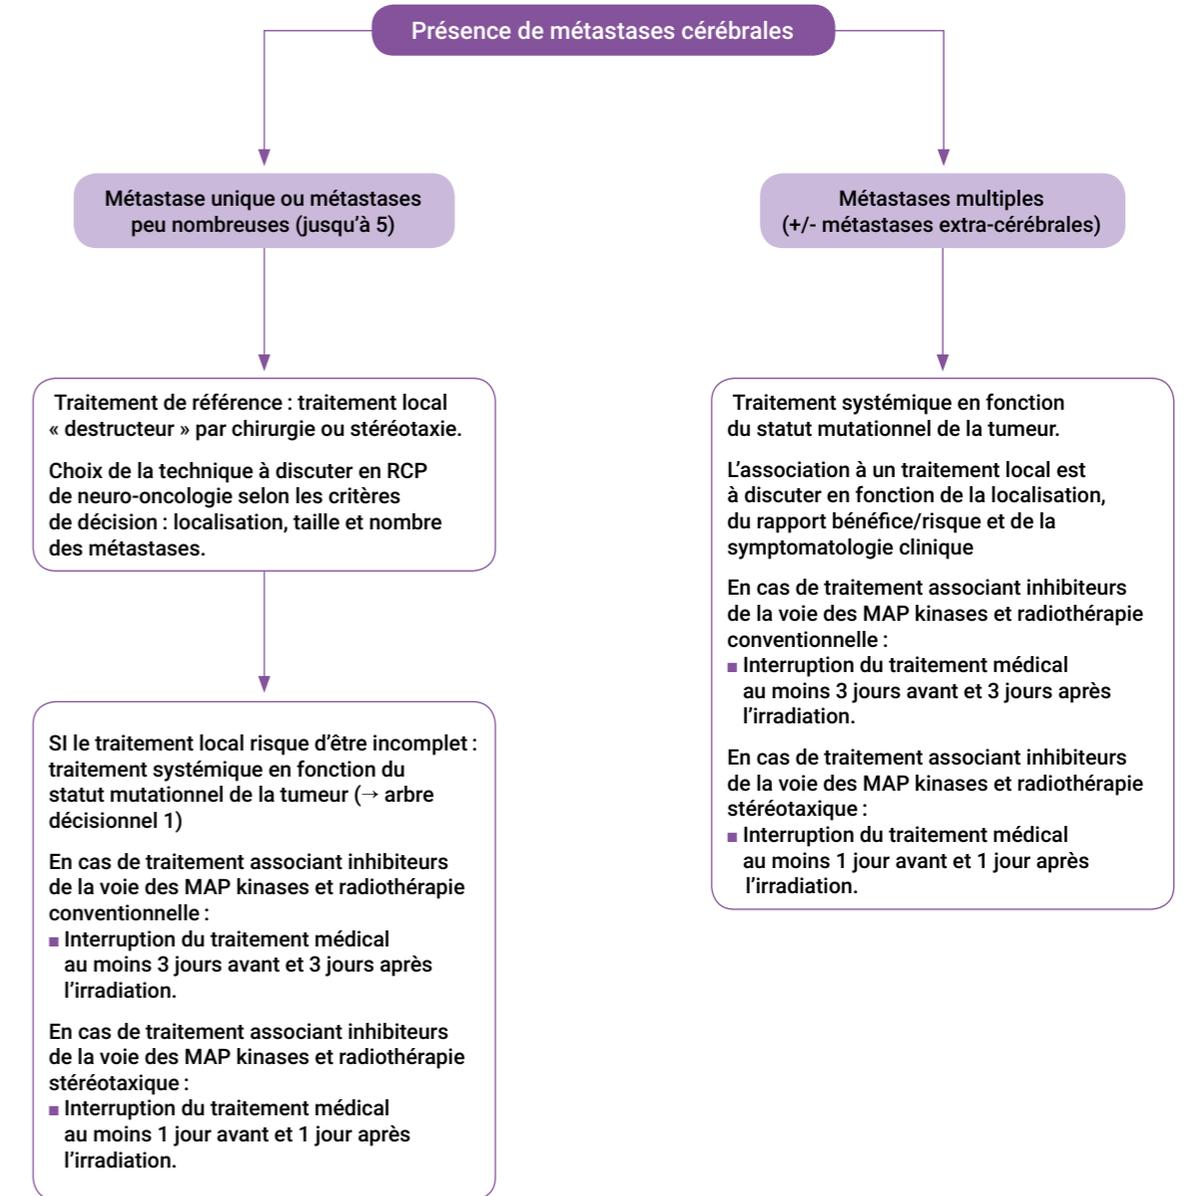 Présence de métastases cérébrales
Métastase unique ou métastases
peu nombreuses (jusqu’à 5)
Traitement de référence : traitement local
« destructeur » par chirurgie ou stéréotaxie.
Choix de la technique à discuter en RCP
de neuro-oncologie selon les critères
de décision : localisation, taille et nombre
des métastases.
SI le traitement local risque d’être incomplet :
traitement systémique en fonction du
statut mutationnel de la tumeur (→ arbre
décisionnel 1)
En cas de traitement associant inhibiteurs
de la voie des MAP kinases et radiothérapie
conventionnelle :
■ Interruption du traitement médical
au moins 3 jours avant et 3 jours après
l’irradiation.
En cas de traitement associant inhibiteurs
de la voie des MAP kinases et radiothérapie
stéréotaxique :
■ Interruption du traitement médical
au moins 1 jour avant et 1 jour après
l’irradiation.
Métastases multiples
(+/- métastases extra-cérébrales)
Traitement systémique en fonction
du statut mutationnel de la tumeur.
L’association à un traitement local est
à discuter en fonction de la localisation,
du rapport bénéfice/risque et de la
symptomatologie clinique
En cas de traitement associant inhibiteurs
de la voie des MAP kinases et radiothérapie
conventionnelle :
■ Interruption du traitement médical
au moins 3 jours avant et 3 jours après
l’irradiation.
En cas de traitement associant inhibiteurs
de la voie des MAP kinases et radiothérapie
stéréotaxique :
■ Interruption du traitement médical
au moins 1 jour avant et 1 jour après
l’irradiation.